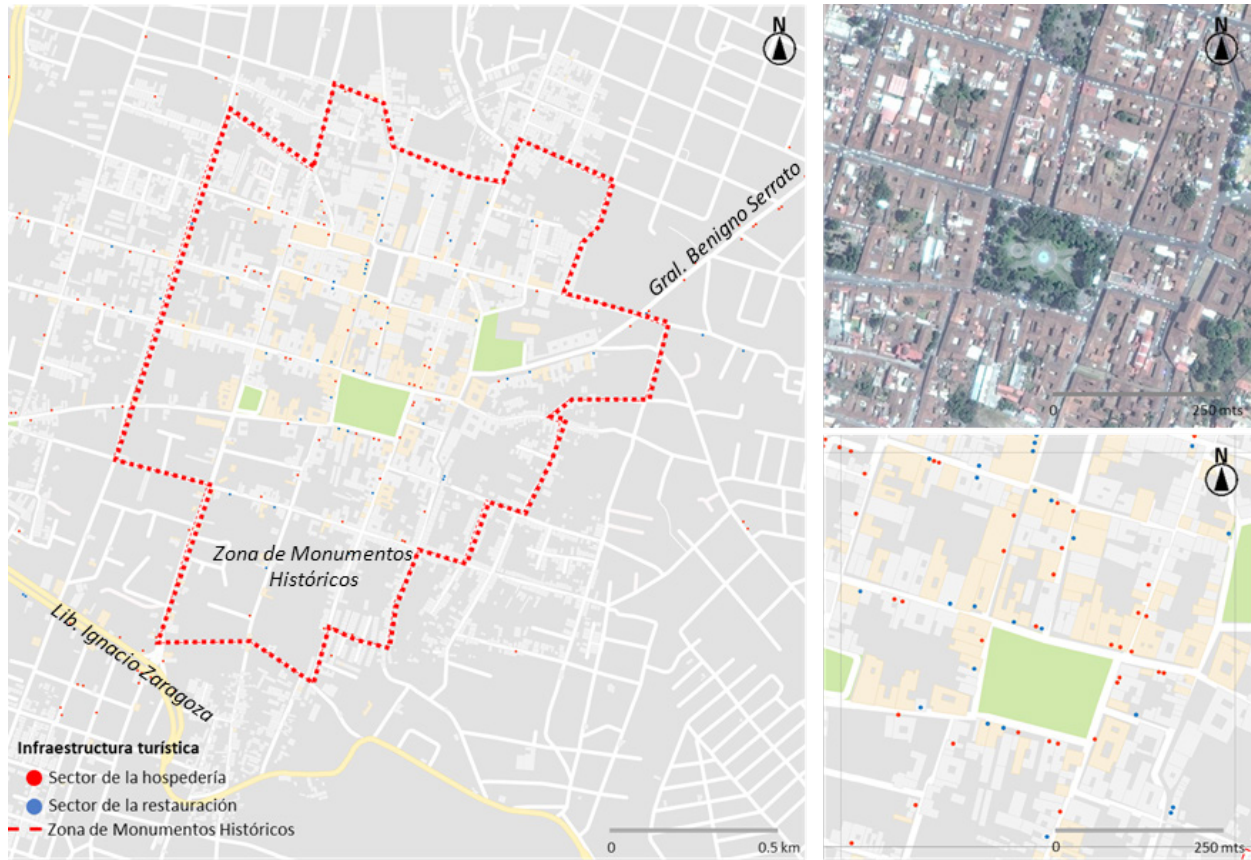 N
Gral. Benigno Serrato
Zona de Monumentos
Históricos
Lib. Ignacio Zaragoza
Infraestructura turística
Sector de la hospedería
Sector de la restauración
Zona de Monumentos Históricos
0 0.5 km
N
0 250 mts
N
0 250 mts